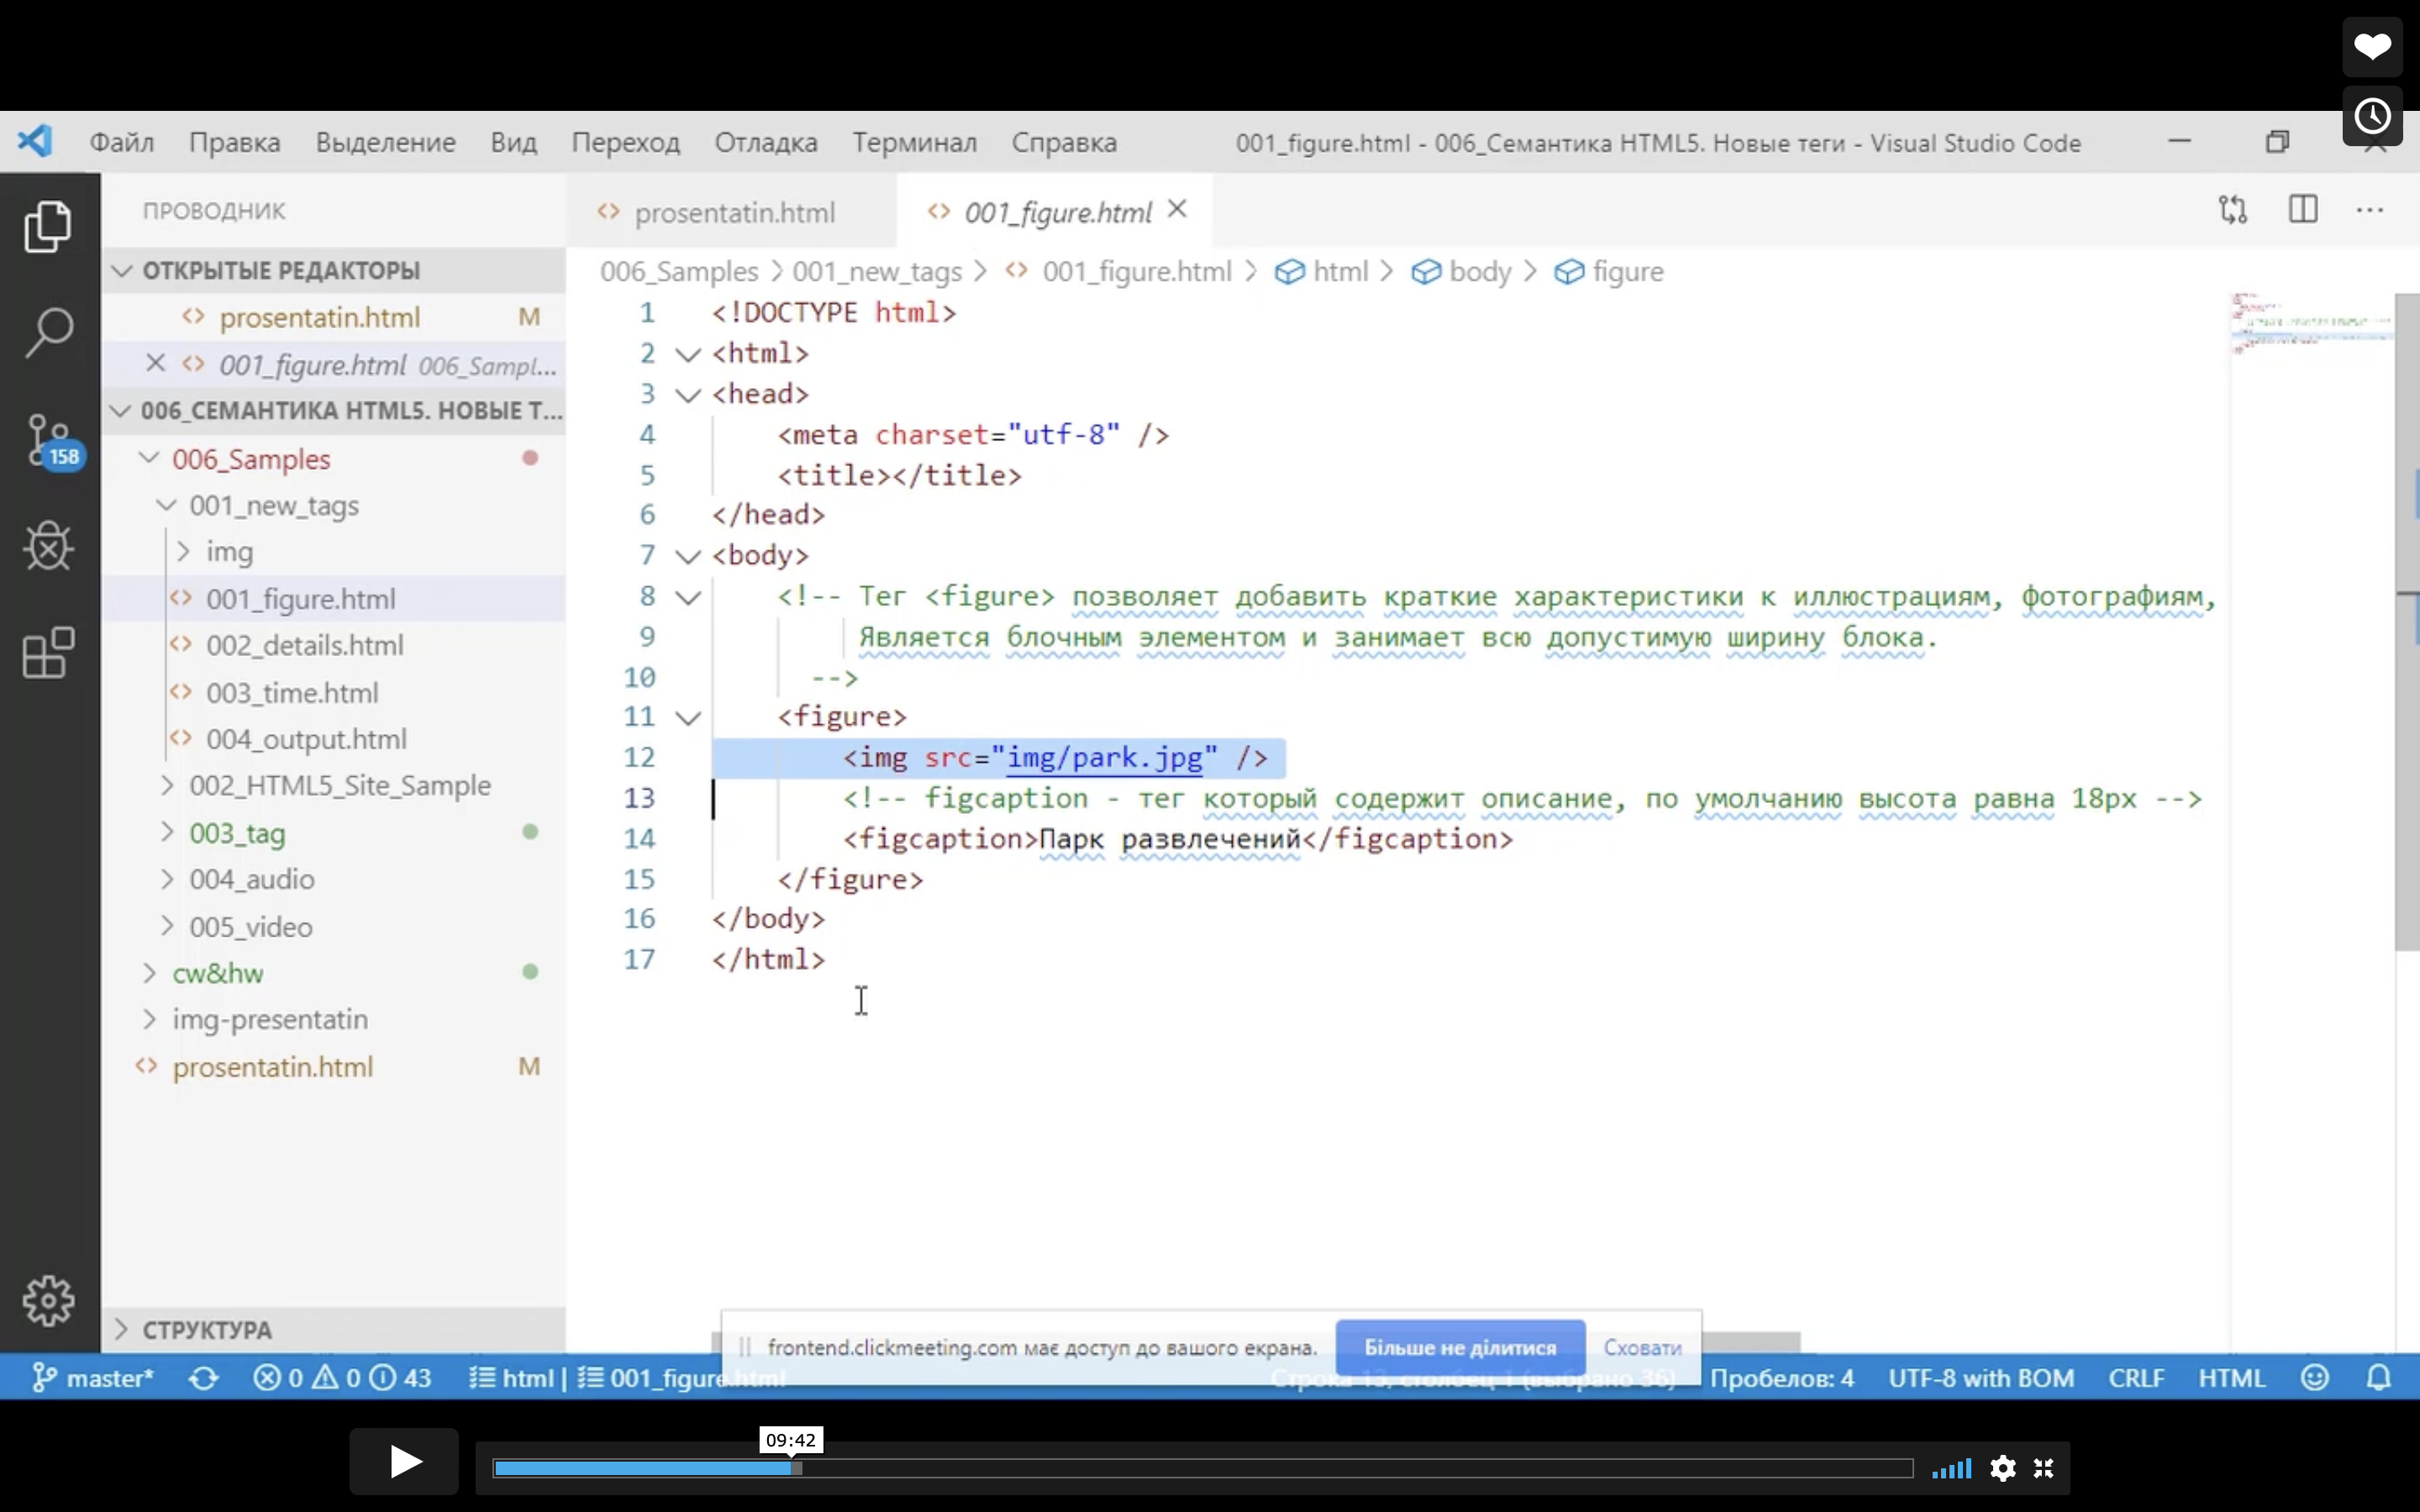 Файл Правка Выделение Вид Переход Отладка Терминал Справка 001_figure.html - 006_Семантика HTML5. Новые теги - Visual Studio Code
ПРОВОДНИК
ОТКРЫТЫЕ РЕДАКТОРЫ
prosentatin.html M
001_figure.html 006_Sampl...
006_СЕМАНТИКА HTML5. НОВЫЕ Т...
006_Samples
001_new_tags
img
001_figure.html
002_details.html
003_time.html
004_output.html
002_HTML5_Site_Sample
003_tag
004_audio
005_video
cw&hw
img-presentatin
prosentatin.html M
СТРУКТУРА
158
prosentatin.html 001_figure.html
006_Samples > 001_new_tags > 001_figure.html > html > body > figure
1 <!DOCTYPE html>
2 <html>
3 <head>
4 <meta charset="utf-8" />
5 <title></title>
6 </head>
7 <body>
8 <!-- Тег <figure> позволяет добавить краткие характеристики к иллюстрациям, фотографиям,
9 Является блочным элементом и занимает всю допустимую ширину блока.
10 -->
11 <figure>
12 <img src="img/park.jpg" />
13 <!-- figcaption - тег который содержит описание, по умолчанию высота равна 18px -->
14 <figcaption>Парк развлечений</figcaption>
15 </figure>
16 </body>
17 </html>
frontend.clickmeeting.com має доступ до вашого екрана. Більше не ділитися Сховати
master* 0 0 43 html | 001_figure.html Строка 13, столбец 1 (выбрано 36) Пробелов: 4 UTF-8 with BOM CRLF HTML
09:42